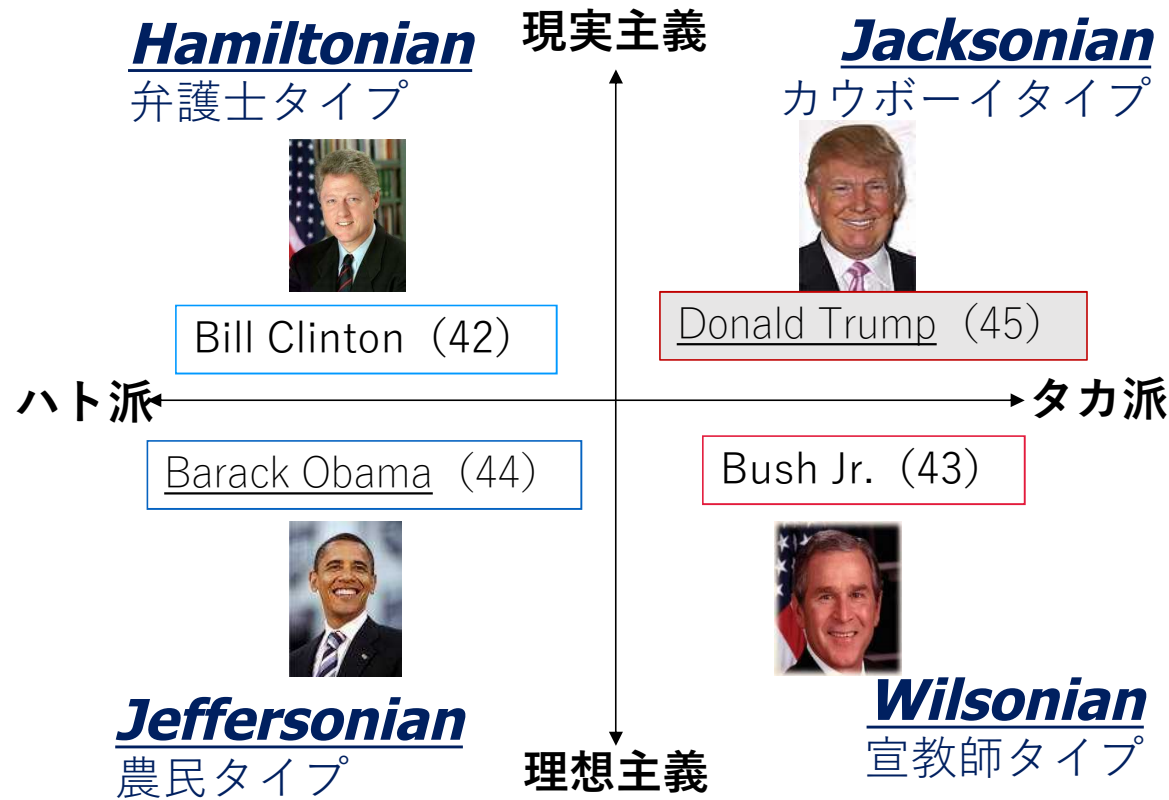 Hamiltonian
弁護士タイプ
現実主義
Jacksonian
カウボーイタイプ
Bill Clinton（42）
Donald Trump（45）
ハト派
タカ派
Barack Obama（44）
Bush Jr.（43）
Jeffersonian
農民タイプ
理想主義
Wilsonian
宣教師タイプ